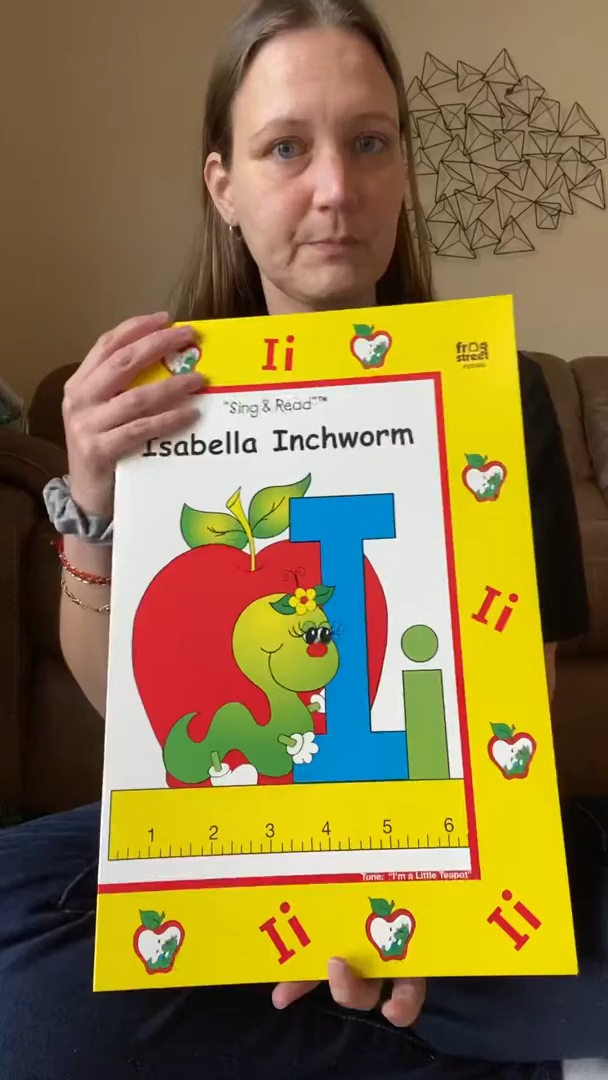 Ii
frog
street
"Sing & Read"™
Isabella Inchworm
Ii
Ii
1 2 3 4 5 6
Tune: "I'm a Little Teapot"
Ii
Ii